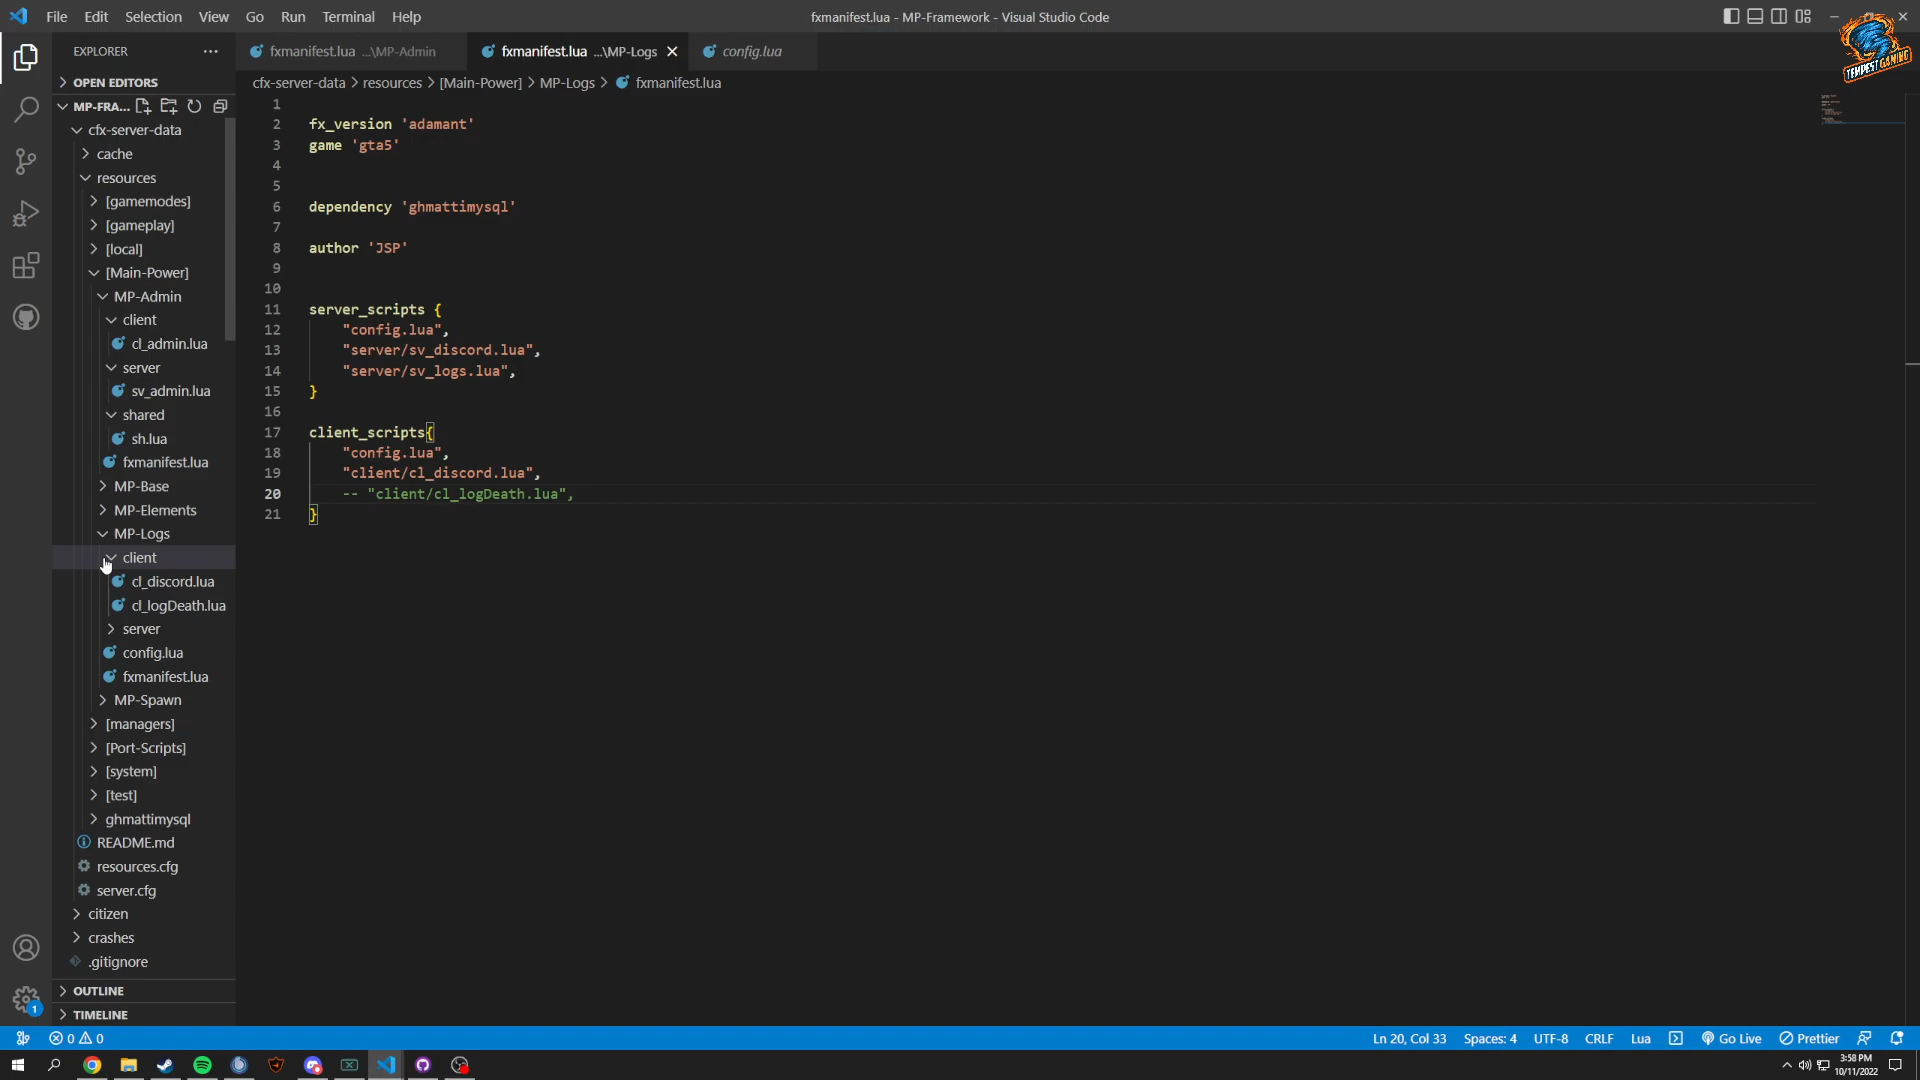 File Edit Selection View Go Run Terminal Help
fxmanifest.lua - MP-Framework - Visual Studio Code
TEMPEST GAMING
EXPLORER
fxmanifest.lua ...\MP-Admin
fxmanifest.lua ...\MP-Logs
config.lua
OPEN EDITORS
cfx-server-data > resources > [Main-Power] > MP-Logs > fxmanifest.lua
MP-FRA...
cfx-server-data
cache
resources
[gamemodes]
[gameplay]
[local]
[Main-Power]
MP-Admin
client
cl_admin.lua
server
sv_admin.lua
shared
sh.lua
fxmanifest.lua
MP-Base
MP-Elements
MP-Logs
client
cl_discord.lua
cl_logDeath.lua
server
config.lua
fxmanifest.lua
MP-Spawn
[managers]
[Port-Scripts]
[system]
[test]
ghmattimysql
README.md
resources.cfg
server.cfg
citizen
crashes
.gitignore
OUTLINE
TIMELINE
1
2 fx_version 'adamant'
3 game 'gta5'
4
5
6 dependency 'ghmattimysql'
7
8 author 'JSP'
9
10
11 server_scripts {
12 "config.lua",
13 "server/sv_discord.lua",
14 "server/sv_logs.lua",
15 }
16
17 client_scripts{
18 "config.lua",
19 "client/cl_discord.lua",
20 -- "client/cl_logDeath.lua",
21 }
1
0 0
Ln 20, Col 33 Spaces: 4 UTF-8 CRLF Lua Go Live Prettier
3:58 PM
10/11/2022